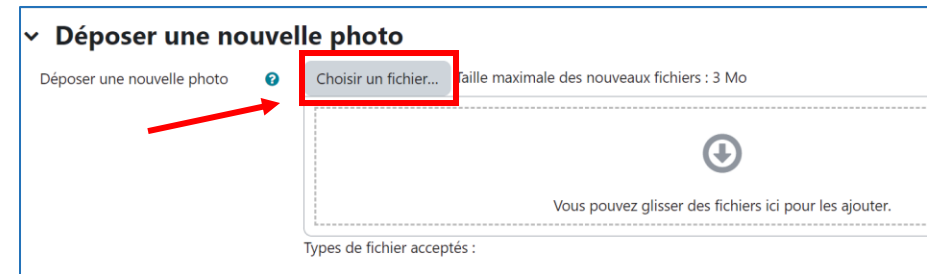 Déposer une nouvelle photo
Déposer une nouvelle photo ? Choisir un fichier... Taille maximale des nouveaux fichiers : 3 Mo
Vous pouvez glisser des fichiers ici pour les ajouter.
Types de fichier acceptés :